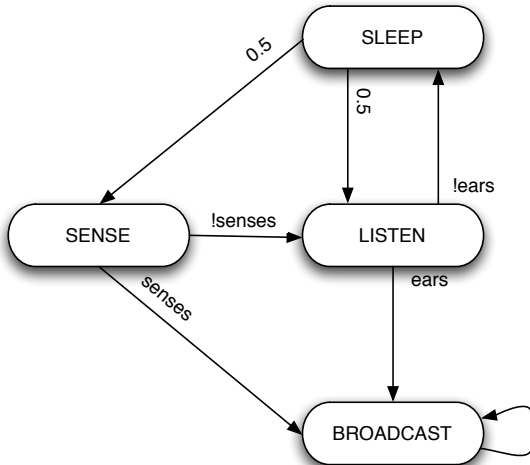 SLEEP
0.5
0.5
!ears
!senses
SENSE
LISTEN
senses
ears
BROADCAST